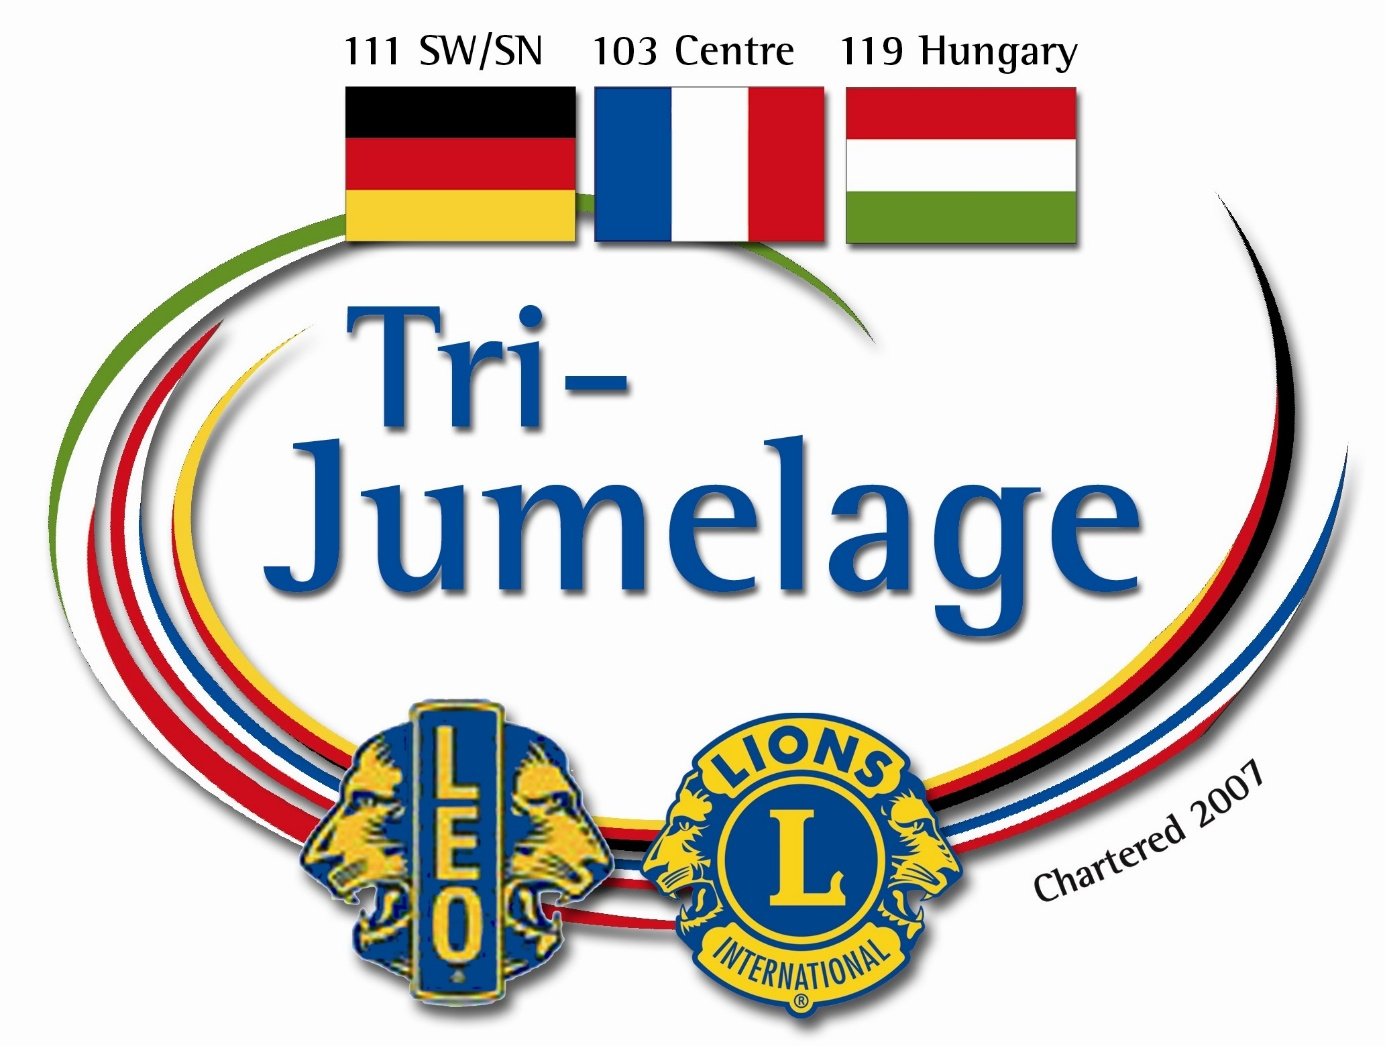 111 SW/SN 103 Centre 119 Hungary
Tri-
Jumelage
LEO
LIONS
L
INTERNATIONAL
®
Chartered 2007